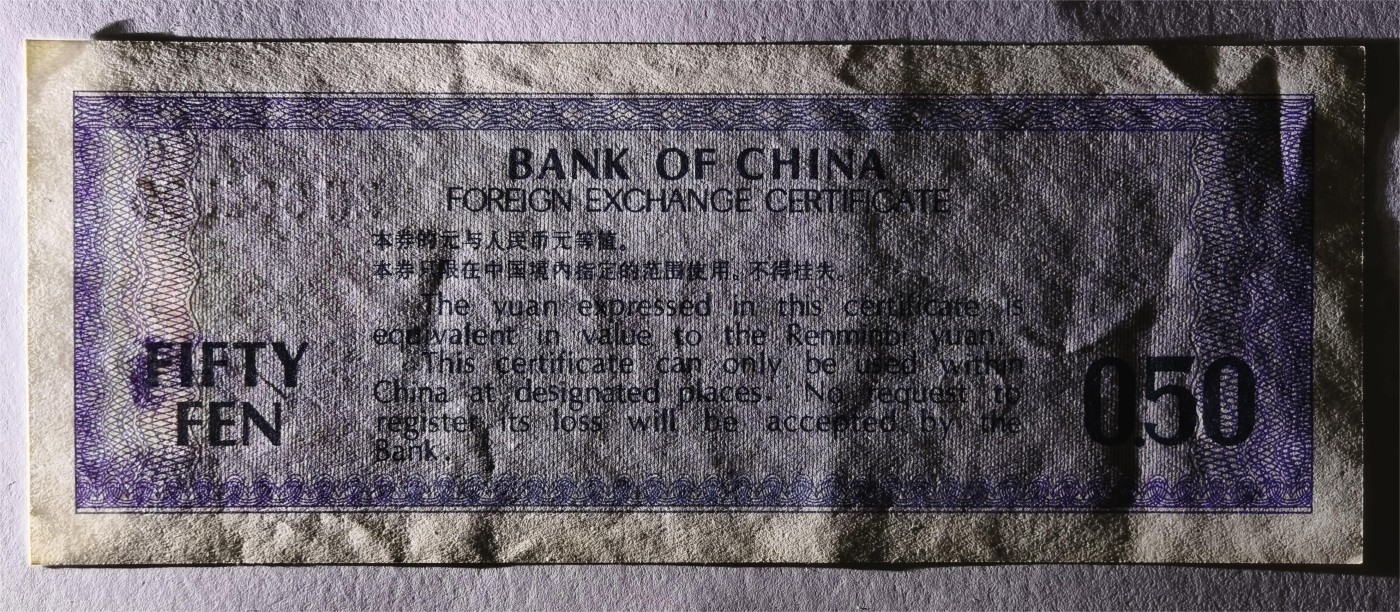 BANK OF CHINA
FOREIGN EXCHANGE CERTIFICATE
本券的元与人民币元等值。
本券只限在中国境内指定的范围使用。不得挂失。
The yuan expressed in this certificate is
equivalent in value to the Renminbi yuan.
This certificate can only be used within
China at designated places. No request to
register its loss will be accepted by the
Bank.
FIFTY
FEN
0.50